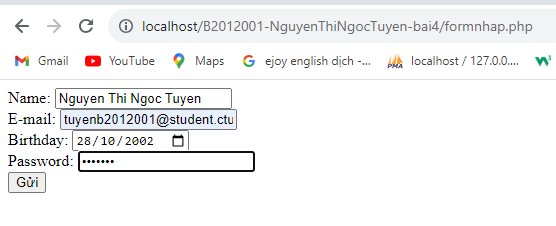 localhost/B2012001-NguyenThiNgocTuyen-bai4/formnhap.php
Gmail YouTube Maps ejoy english dịch -... localhost / 127.0.0....
Name: Nguyen Thi Ngoc Tuyen
E-mail: tuyenb2012001@student.ctu
Birthday: 28/10/2002
Password: •••••••
Gửi